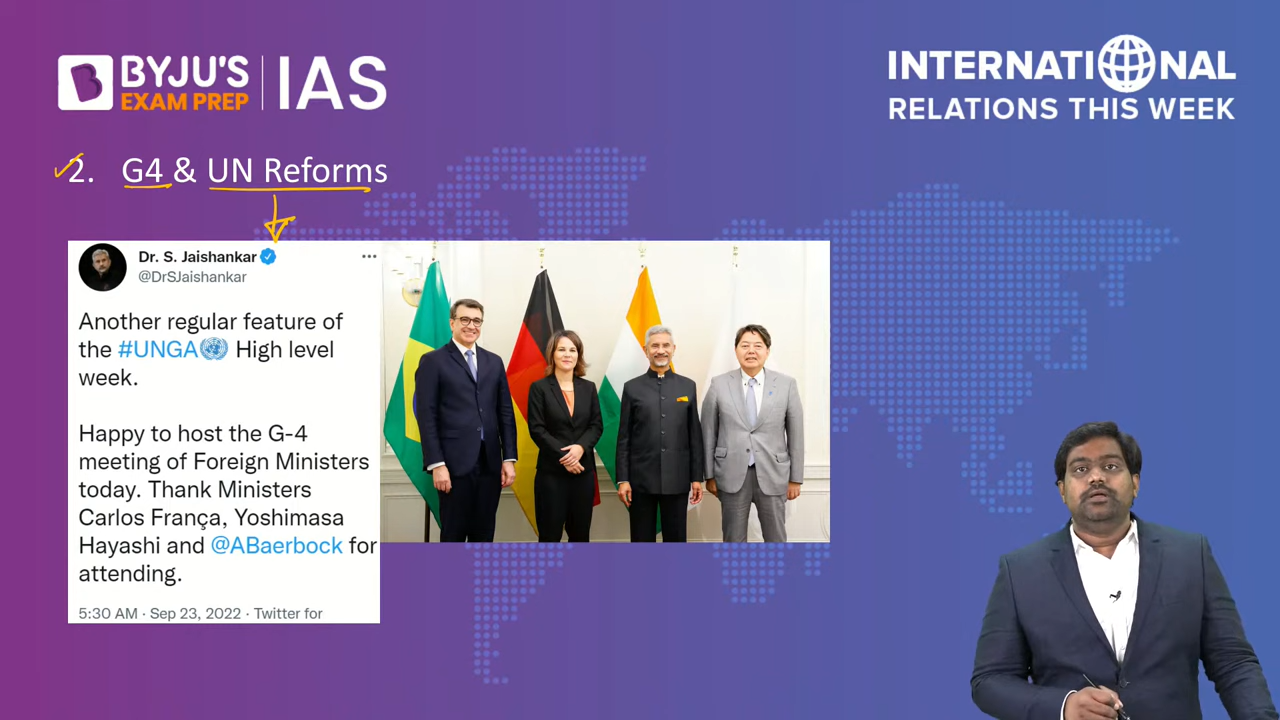 BYJU'S
EXAM PREP
IAS
INTERNATIONAL
RELATIONS THIS WEEK
2. G4 & UN Reforms
Dr. S. Jaishankar
@DrSJaishankar
Another regular feature of
the #UNGA High level
week.
Happy to host the G-4
meeting of Foreign Ministers
today. Thank Ministers
Carlos França, Yoshimasa
Hayashi and @ABaerbock for
attending.
5:30 AM · Sep 23, 2022 · Twitter for